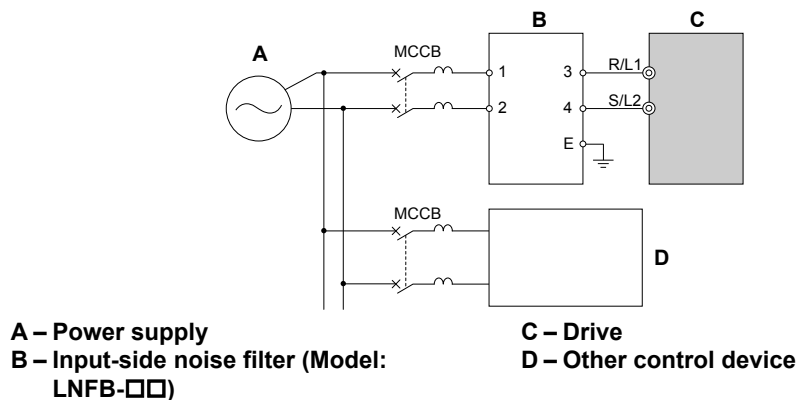 A
MCCB
B
C
1
3
R/L1
2
4
S/L2
E
MCCB
D
A – Power supply
B – Input-side noise filter (Model:
LNFB-□□)
C – Drive
D – Other control device